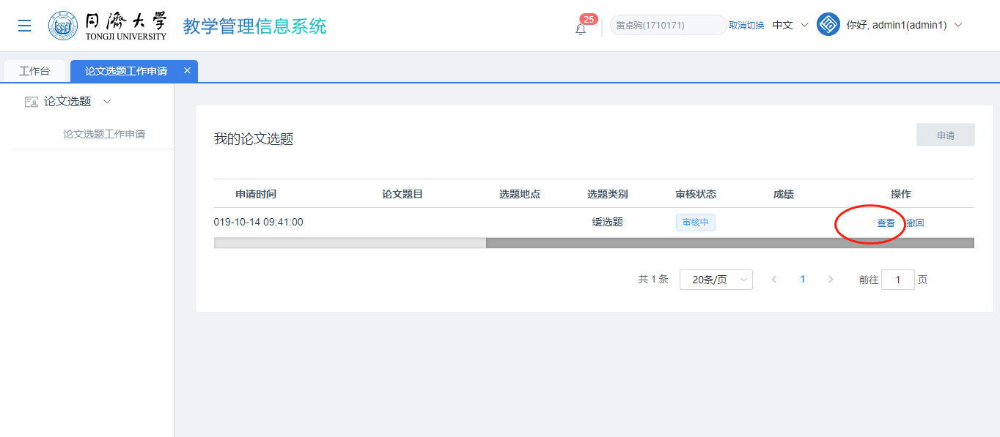 同济大学
TONGJI UNIVERSITY
教学管理信息系统
25
黄卓驹(1710171)
取消切换
中文
你好, admin1(admin1)
工作台
论文选题工作申请
论文选题
论文选题工作申请
我的论文选题
申请
申请时间 论文题目 选题地点 选题类别 审核状态 成绩 操作
019-10-14 09:41:00 缓选题 审核中 查看 撤回
共 1 条 20条/页 1 前往 1 页